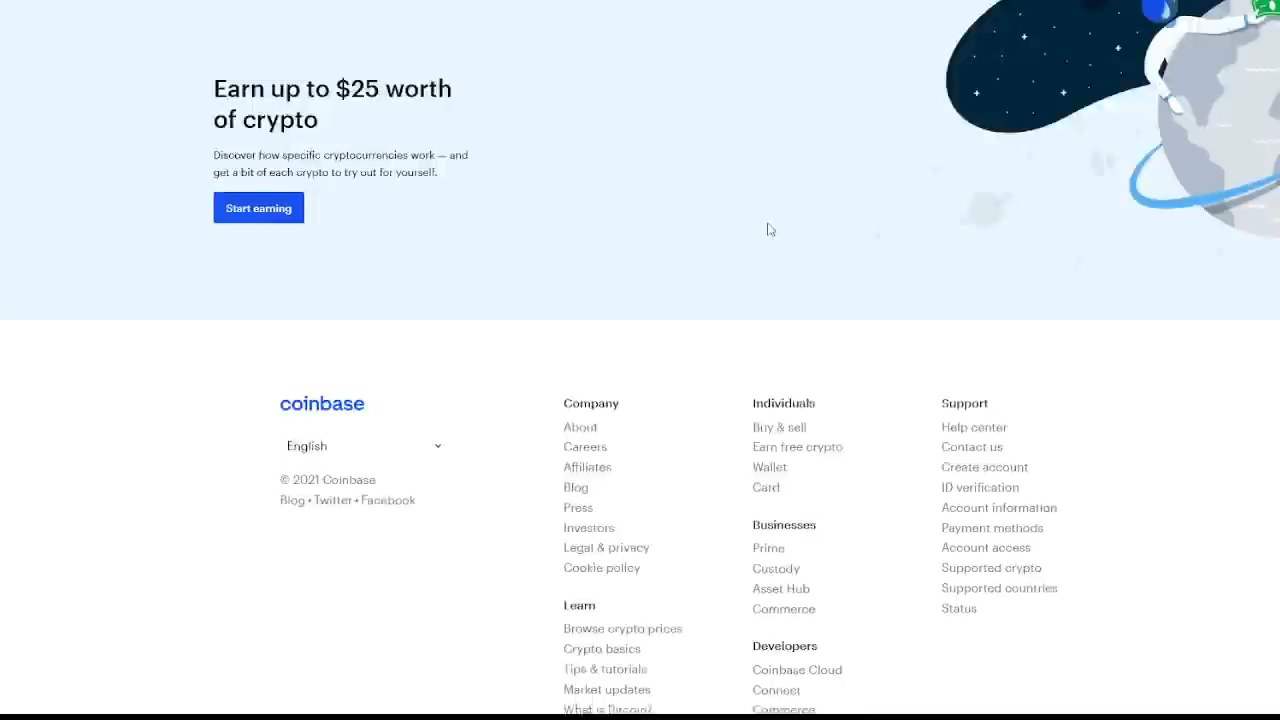 Earn up to $25 worth
of crypto
Discover how specific cryptocurrencies work — and
get a bit of each crypto to try out for yourself.
Start earning
coinbase
English
© 2021 Coinbase
Blog • Twitter • Facebook
Company
About
Careers
Affiliates
Blog
Press
Investors
Legal & privacy
Cookie policy
Learn
Browse crypto prices
Crypto basics
Tips & tutorials
Market updates
What is Bitcoin?
Individuals
Buy & sell
Earn free crypto
Wallet
Card
Businesses
Prime
Custody
Asset Hub
Commerce
Developers
Coinbase Cloud
Connect
Commerce
Support
Help center
Contact us
Create account
ID verification
Account information
Payment methods
Account access
Supported crypto
Supported countries
Status